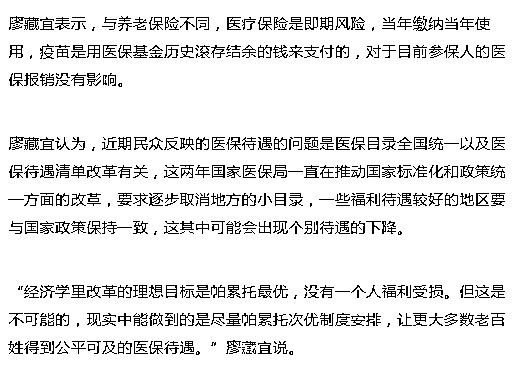 廖藏宜表示，与养老保险不同，医疗保险是即期风险，当年缴纳当年使
用，疫苗是用医保基金历史滚存结余的钱来支付的，对于目前参保人的医
保报销没有影响。
廖藏宜认为，近期民众反映的医保待遇的问题是医保目录全国统一以及医
保待遇清单改革有关，这两年国家医保局一直在推动国家标准化和政策统
一方面的改革，要求逐步取消地方的小目录，一些福利待遇较好的地区要
与国家政策保持一致，这其中可能会出现个别待遇的下降。
“经济学里改革的理想目标是帕累托最优，没有一个人福利受损。但这是
不可能的，现实中能做到的是尽量帕累托次优制度安排，让更大多数老百
姓得到公平可及的医保待遇。”廖藏宜说。